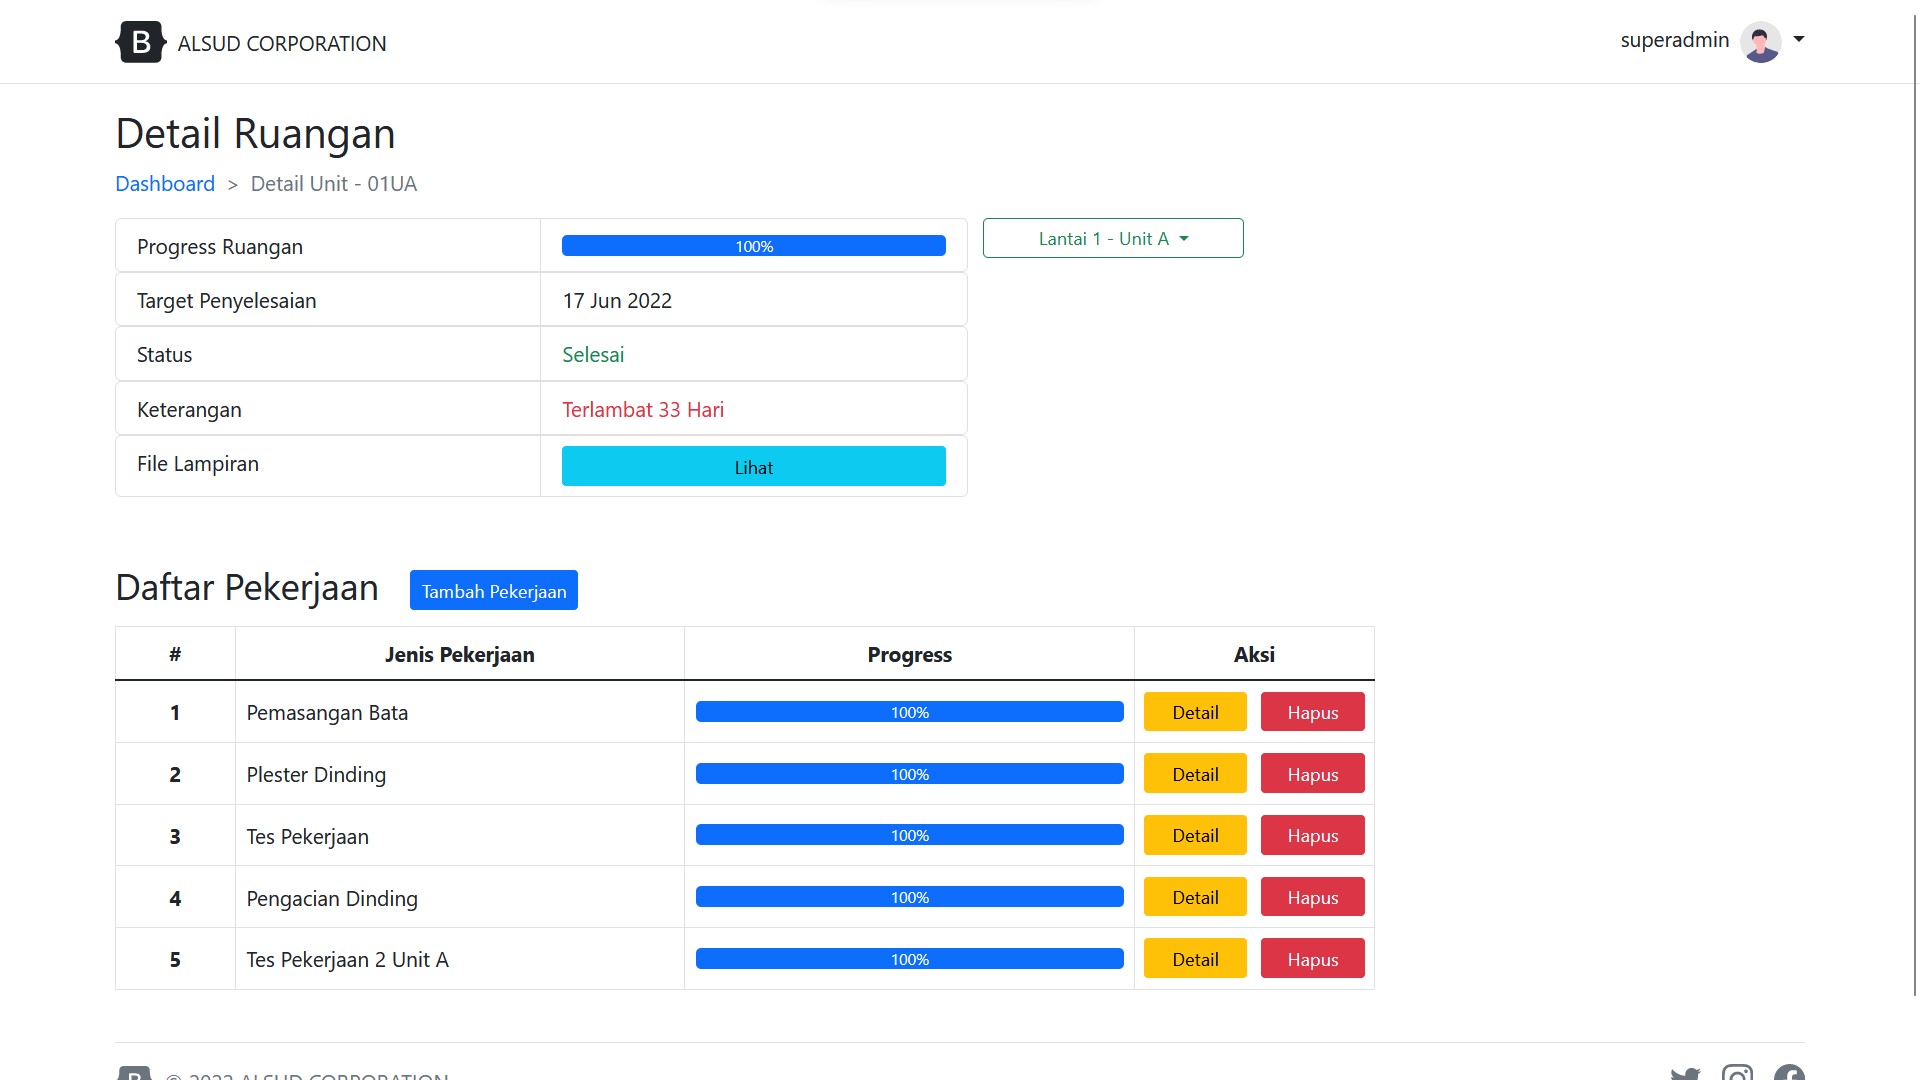 B ALSUD CORPORATION
superadmin
Detail Ruangan
Dashboard > Detail Unit - 01UA
Progress Ruangan 100%
Lantai 1 - Unit A
Target Penyelesaian 17 Jun 2022
Status Selesai
Keterangan Terlambat 33 Hari
File Lampiran Lihat
Daftar Pekerjaan Tambah Pekerjaan
# Jenis Pekerjaan Progress Aksi
1 Pemasangan Bata 100% Detail Hapus
2 Plester Dinding 100% Detail Hapus
3 Tes Pekerjaan 100% Detail Hapus
4 Pengacian Dinding 100% Detail Hapus
5 Tes Pekerjaan 2 Unit A 100% Detail Hapus
B © 2022 ALSUD CORPORATION